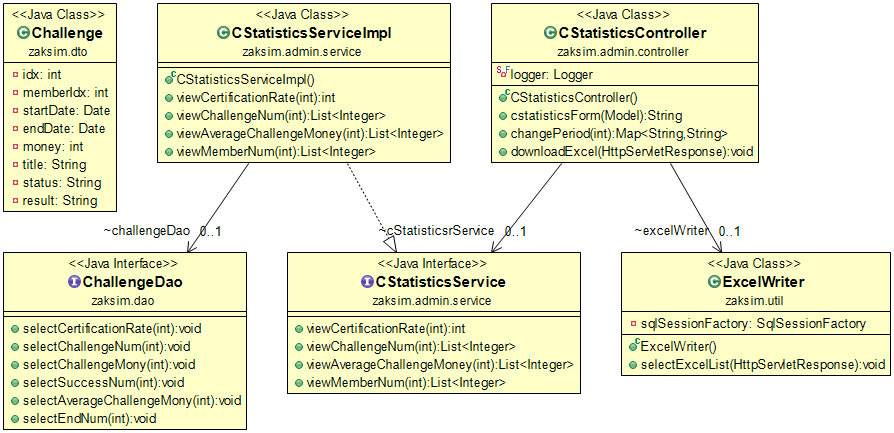 <<Java Class>>
Challenge
zaksim.dto
idx: int
memberIdx: int
startDate: Date
endDate: Date
money: int
title: String
status: String
result: String
<<Java Class>>
CStatisticsServiceImpl
zaksim.admin.service
CStatisticsServiceImpl()
viewCertificationRate(int):int
viewChallengeNum(int):List<Integer>
viewAverageChallengeMoney(int):List<Integer>
viewMemberNum(int):List<Integer>
<<Java Class>>
CStatisticsController
zaksim.admin.controller
logger: Logger
CStatisticsController()
cstatisticsForm(Model):String
changePeriod(int):Map<String,String>
downloadExcel(HttpServletResponse):void
~challengeDao 0..1
~cStatisticsrService 0..1
~excelWriter 0..1
<<Java Interface>>
ChallengeDao
zaksim.dao
selectCertificationRate(int):void
selectChallengeNum(int):void
selectChallengeMony(int):void
selectSuccessNum(int):void
selectAverageChallengeMony(int):void
selectEndNum(int):void
<<Java Interface>>
CStatisticsService
zaksim.admin.service
viewCertificationRate(int):int
viewChallengeNum(int):List<Integer>
viewAverageChallengeMoney(int):List<Integer>
viewMemberNum(int):List<Integer>
<<Java Class>>
ExcelWriter
zaksim.util
sqlSessionFactory: SqlSessionFactory
ExcelWriter()
selectExcelList(HttpServletResponse):void